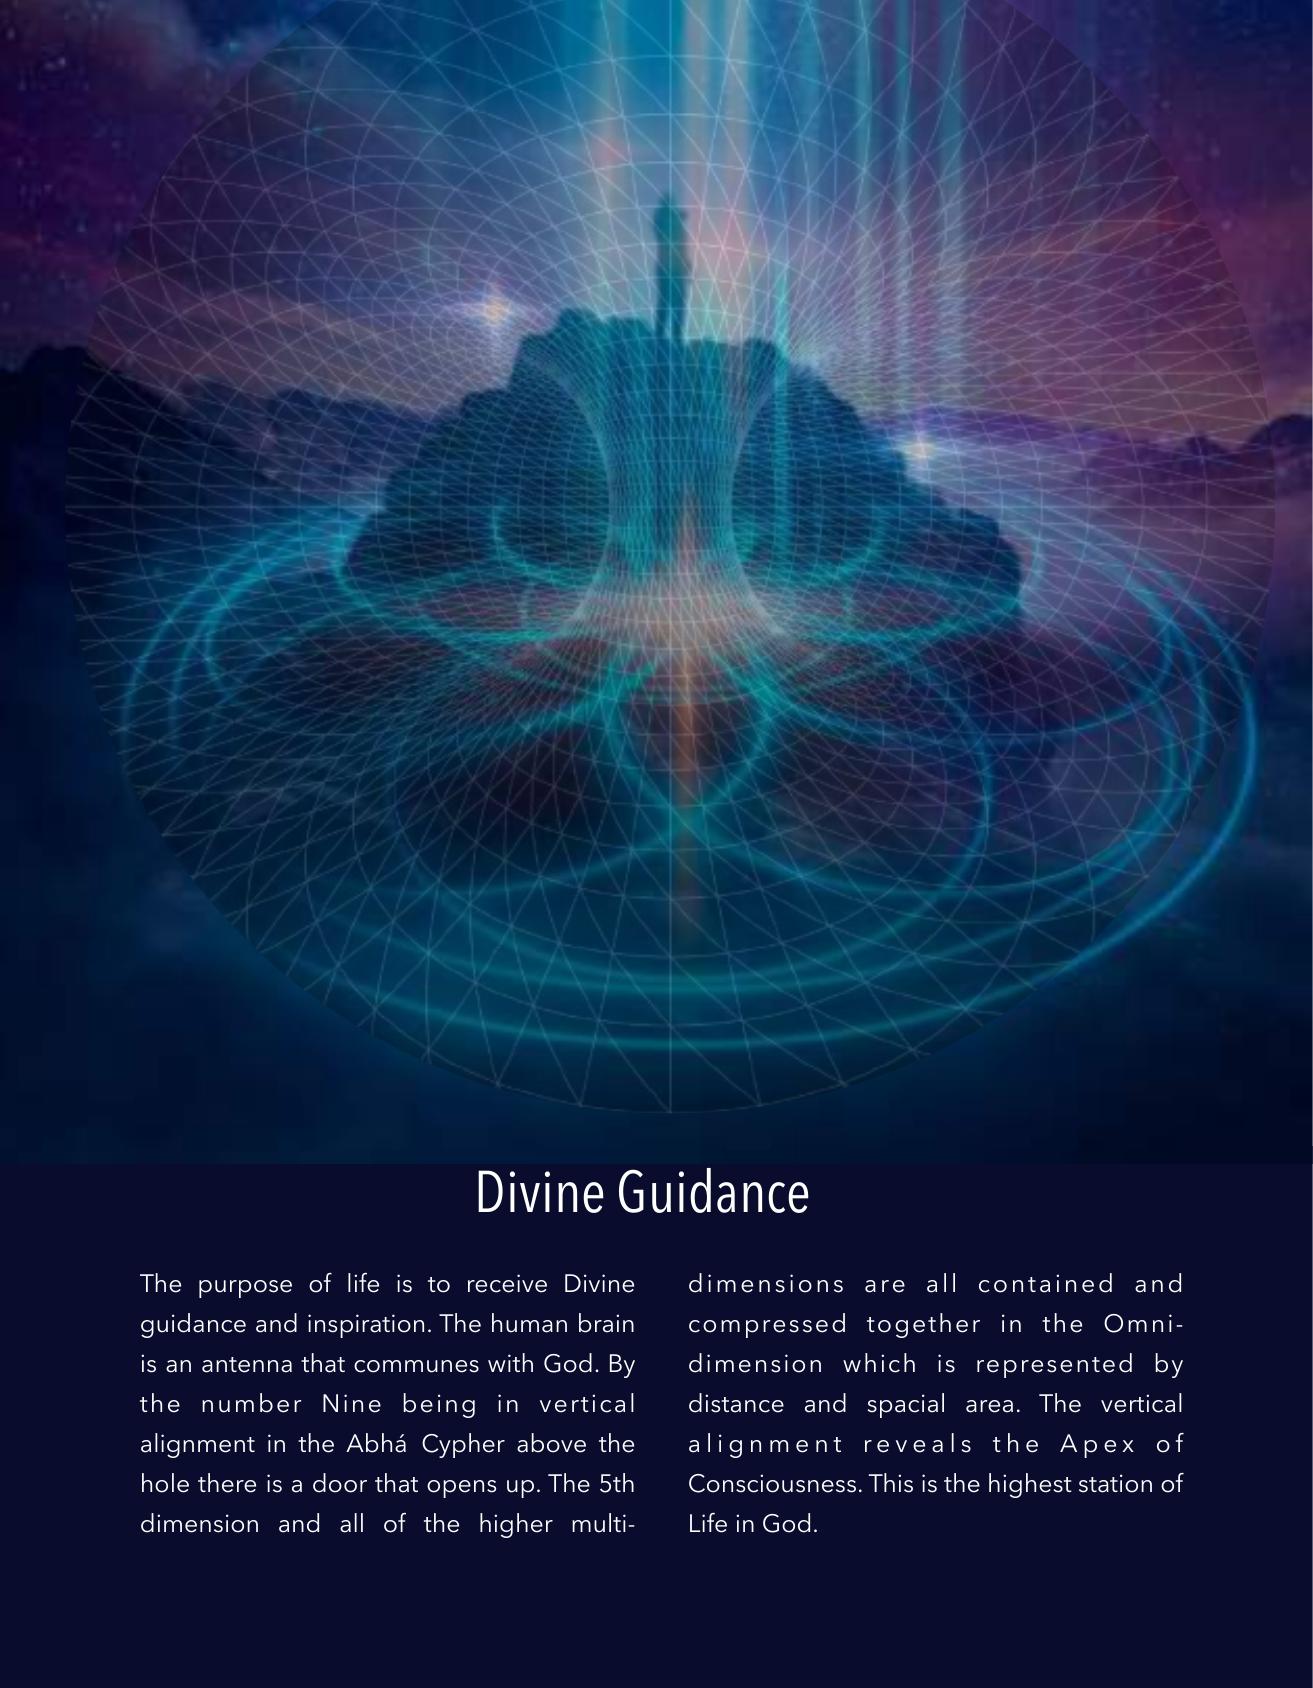 Divine Guidance
The purpose of life is to receive Divine
guidance and inspiration. The human brain
is an antenna that communes with God. By
the number Nine being in vertical
alignment in the Abhá Cypher above the
hole there is a door that opens up. The 5th
dimension and all of the higher multi-
dimensions are all contained and
compressed together in the Omni-
dimension which is represented by
distance and spacial area. The vertical
alignment reveals the Apex of
Consciousness. This is the highest station of
Life in God.